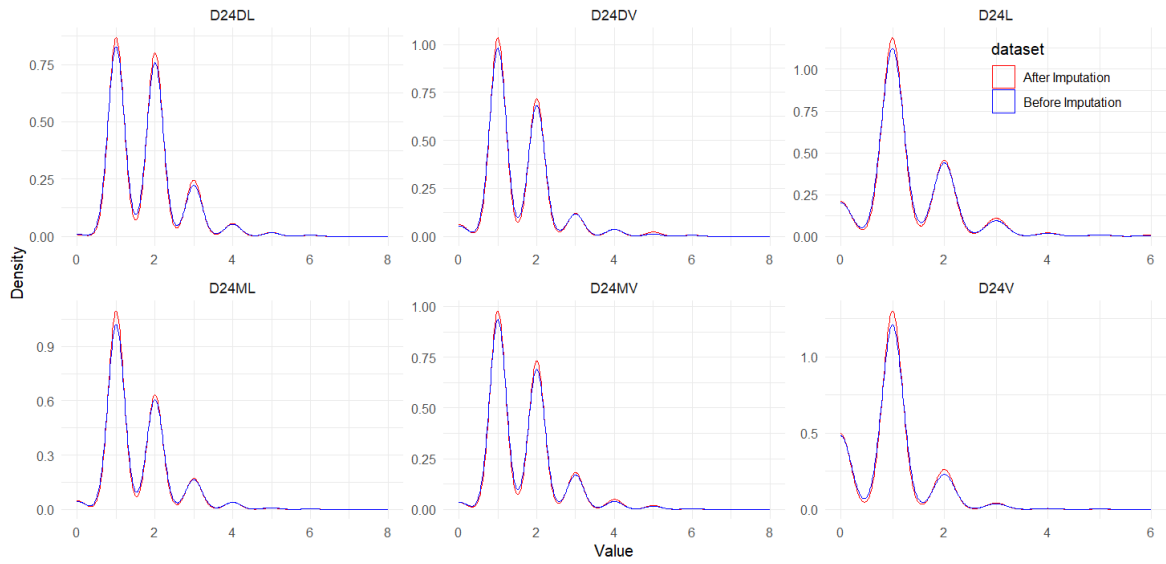 D24DL
D24DV
D24L
0.75
0.50
0.25
0.00
1.00
0.75
0.50
0.25
0.00
1.00
0.75
0.50
0.25
0.00
dataset
After Imputation
Before Imputation
0 2 4 6 8
0 2 4 6 8
0 2 4 6
Density
D24ML
D24MV
D24V
0.9
0.6
0.3
0.0
1.00
0.75
0.50
0.25
0.00
1.0
0.5
0.0
0 2 4 6 8
0 2 4 6 8
0 2 4 6
Value